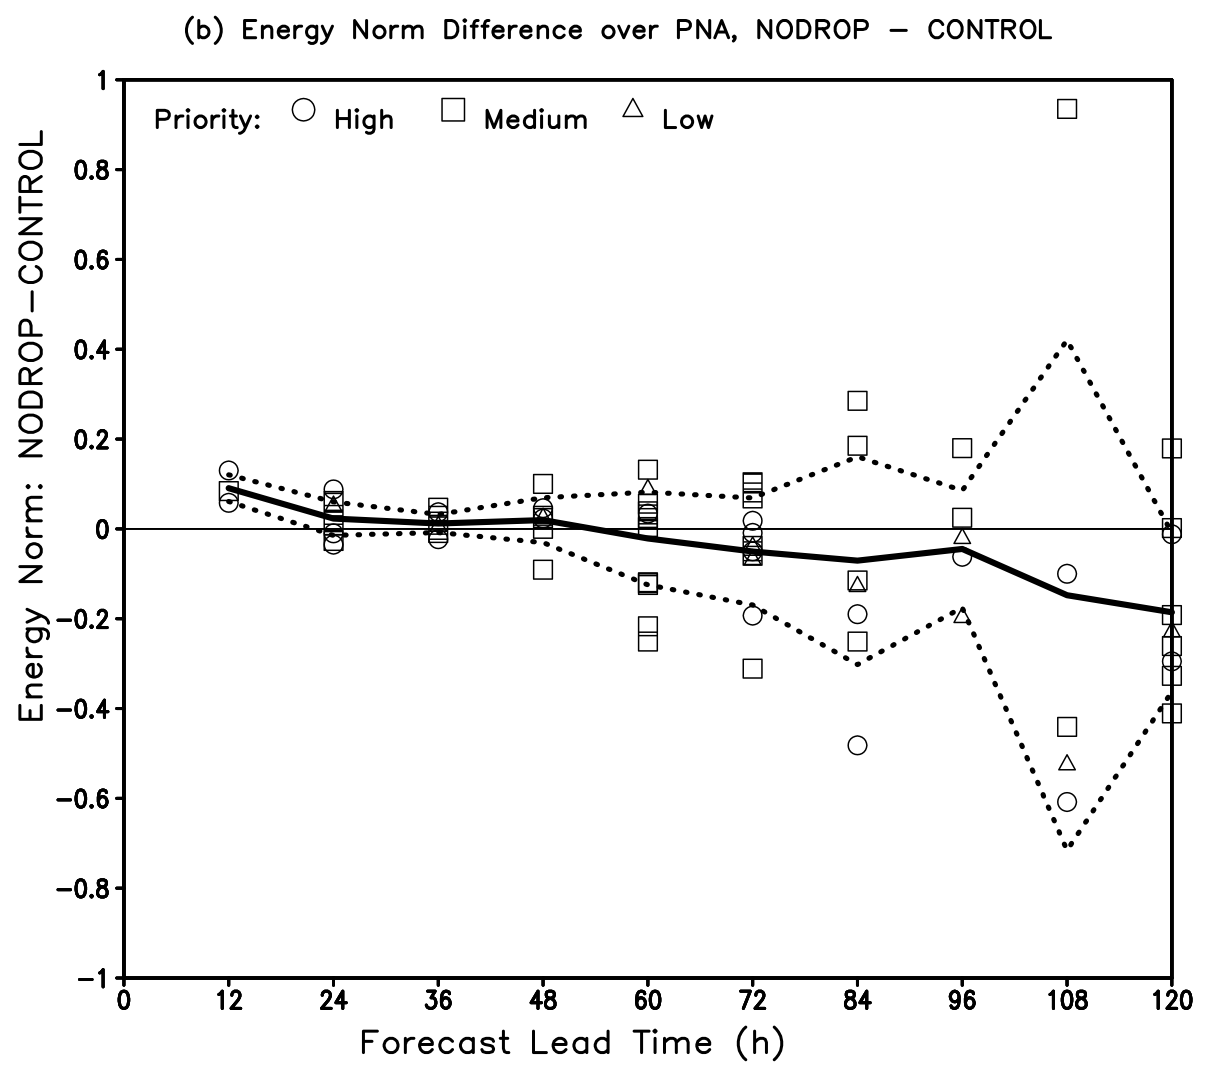 (b) Energy Norm Difference over PNA, NODROP − CONTROL
Priority: High Medium Low
Energy Norm: NODROP−CONTROL
1
0.8
0.6
0.4
0.2
0
−0.2
−0.4
−0.6
−0.8
−1
0 12 24 36 48 60 72 84 96 108 120
Forecast Lead Time (h)